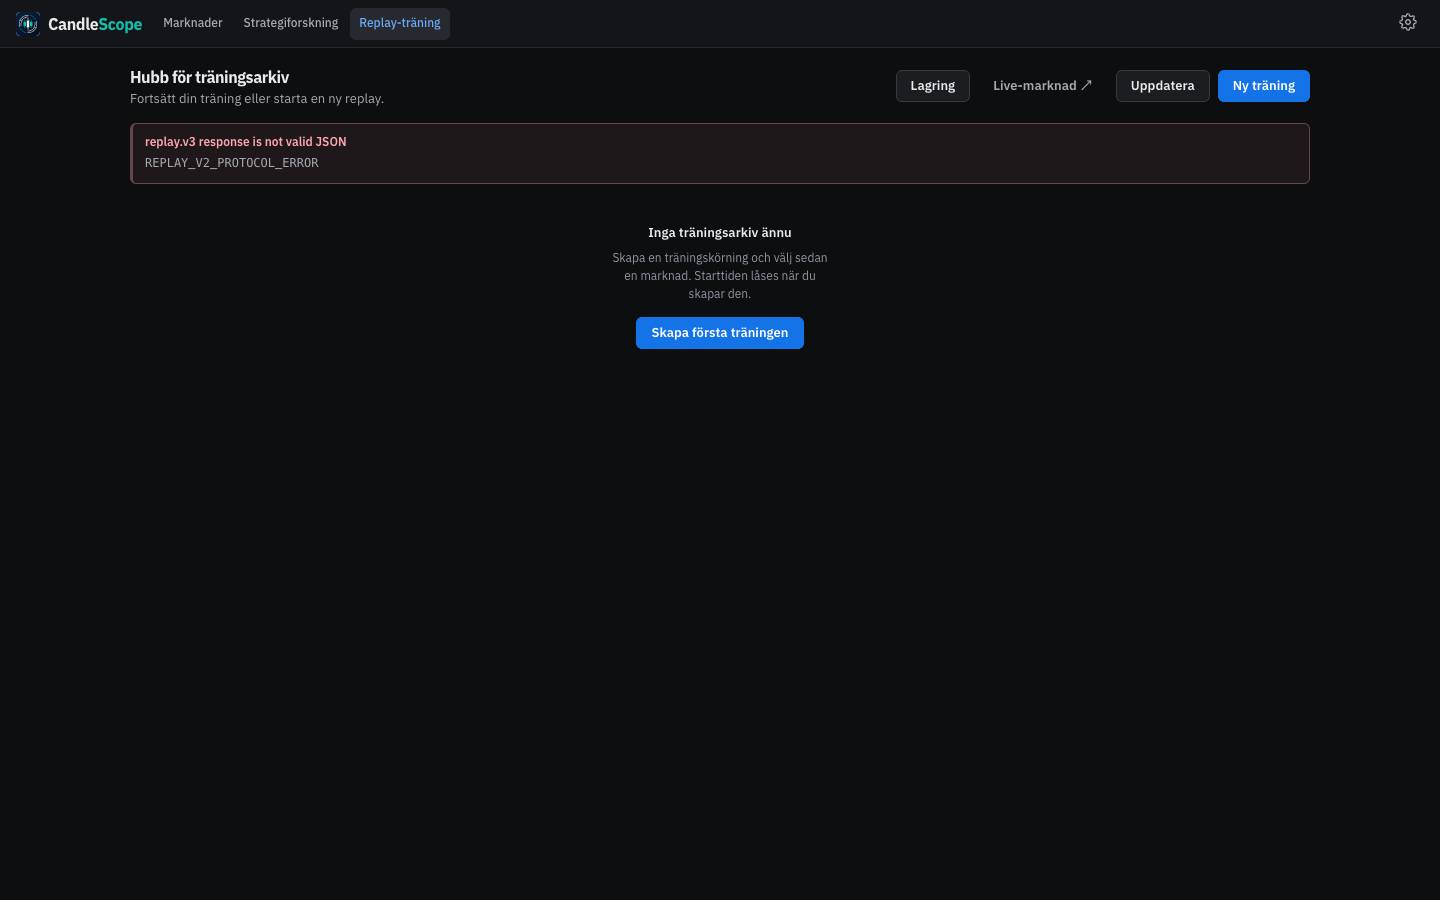 CandleScope
Marknader
Strategiforskning
Replay-träning
Hubb för träningsarkiv
Fortsätt din träning eller starta en ny replay.
Lagring
Live-marknad ↗
Uppdatera
Ny träning
replay.v3 response is not valid JSON
REPLAY_V2_PROTOCOL_ERROR
Inga träningsarkiv ännu
Skapa en träningskörning och välj sedan
en marknad. Starttiden låses när du
skapar den.
Skapa första träningen